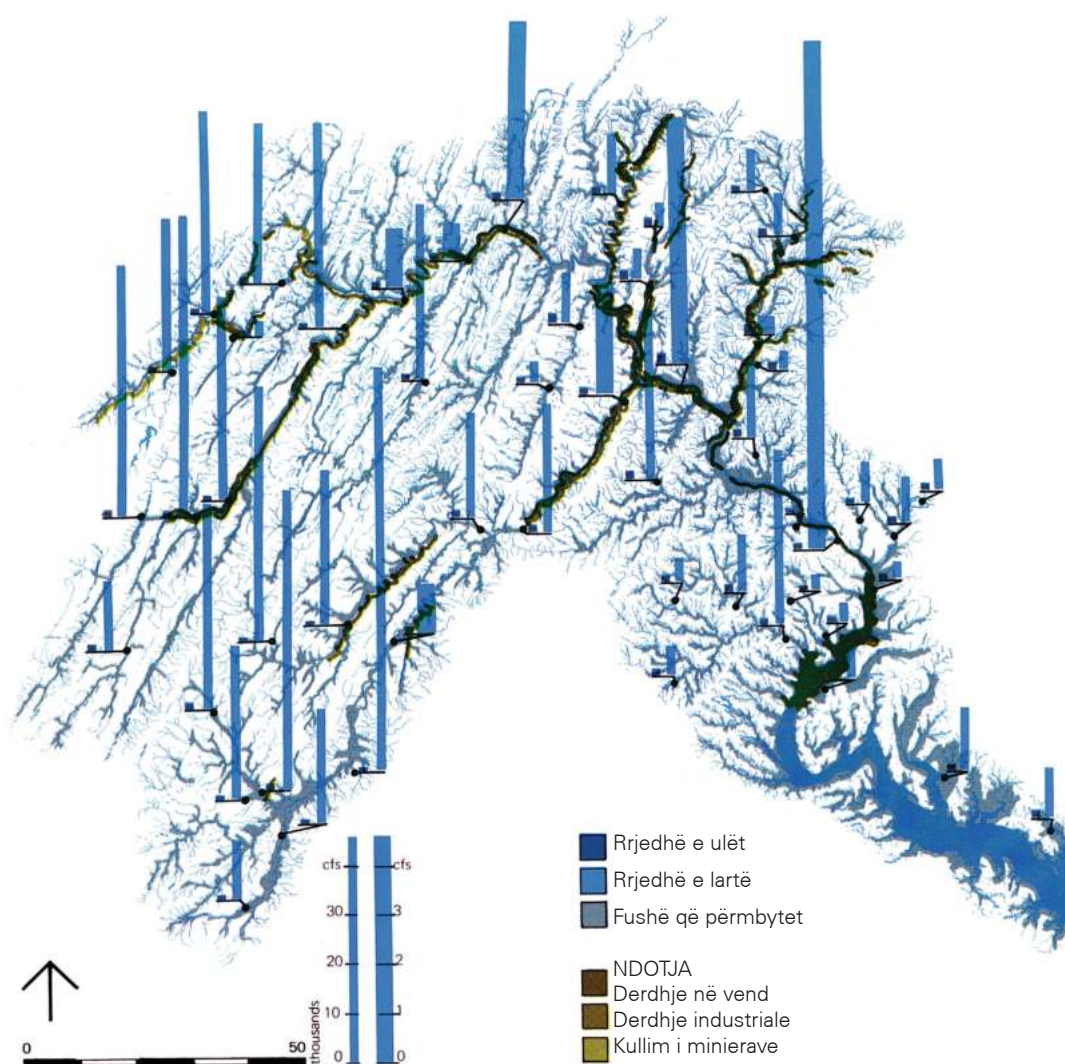 Rrjedhë e ulët
Rrjedhë e lartë
Fushë që përmbytet
NDOTJA
Derdhje në vend
Derdhje industriale
Kullim i minierave
cfs cfs
30 3
20 2
10 1
0 0
thousands
0 50